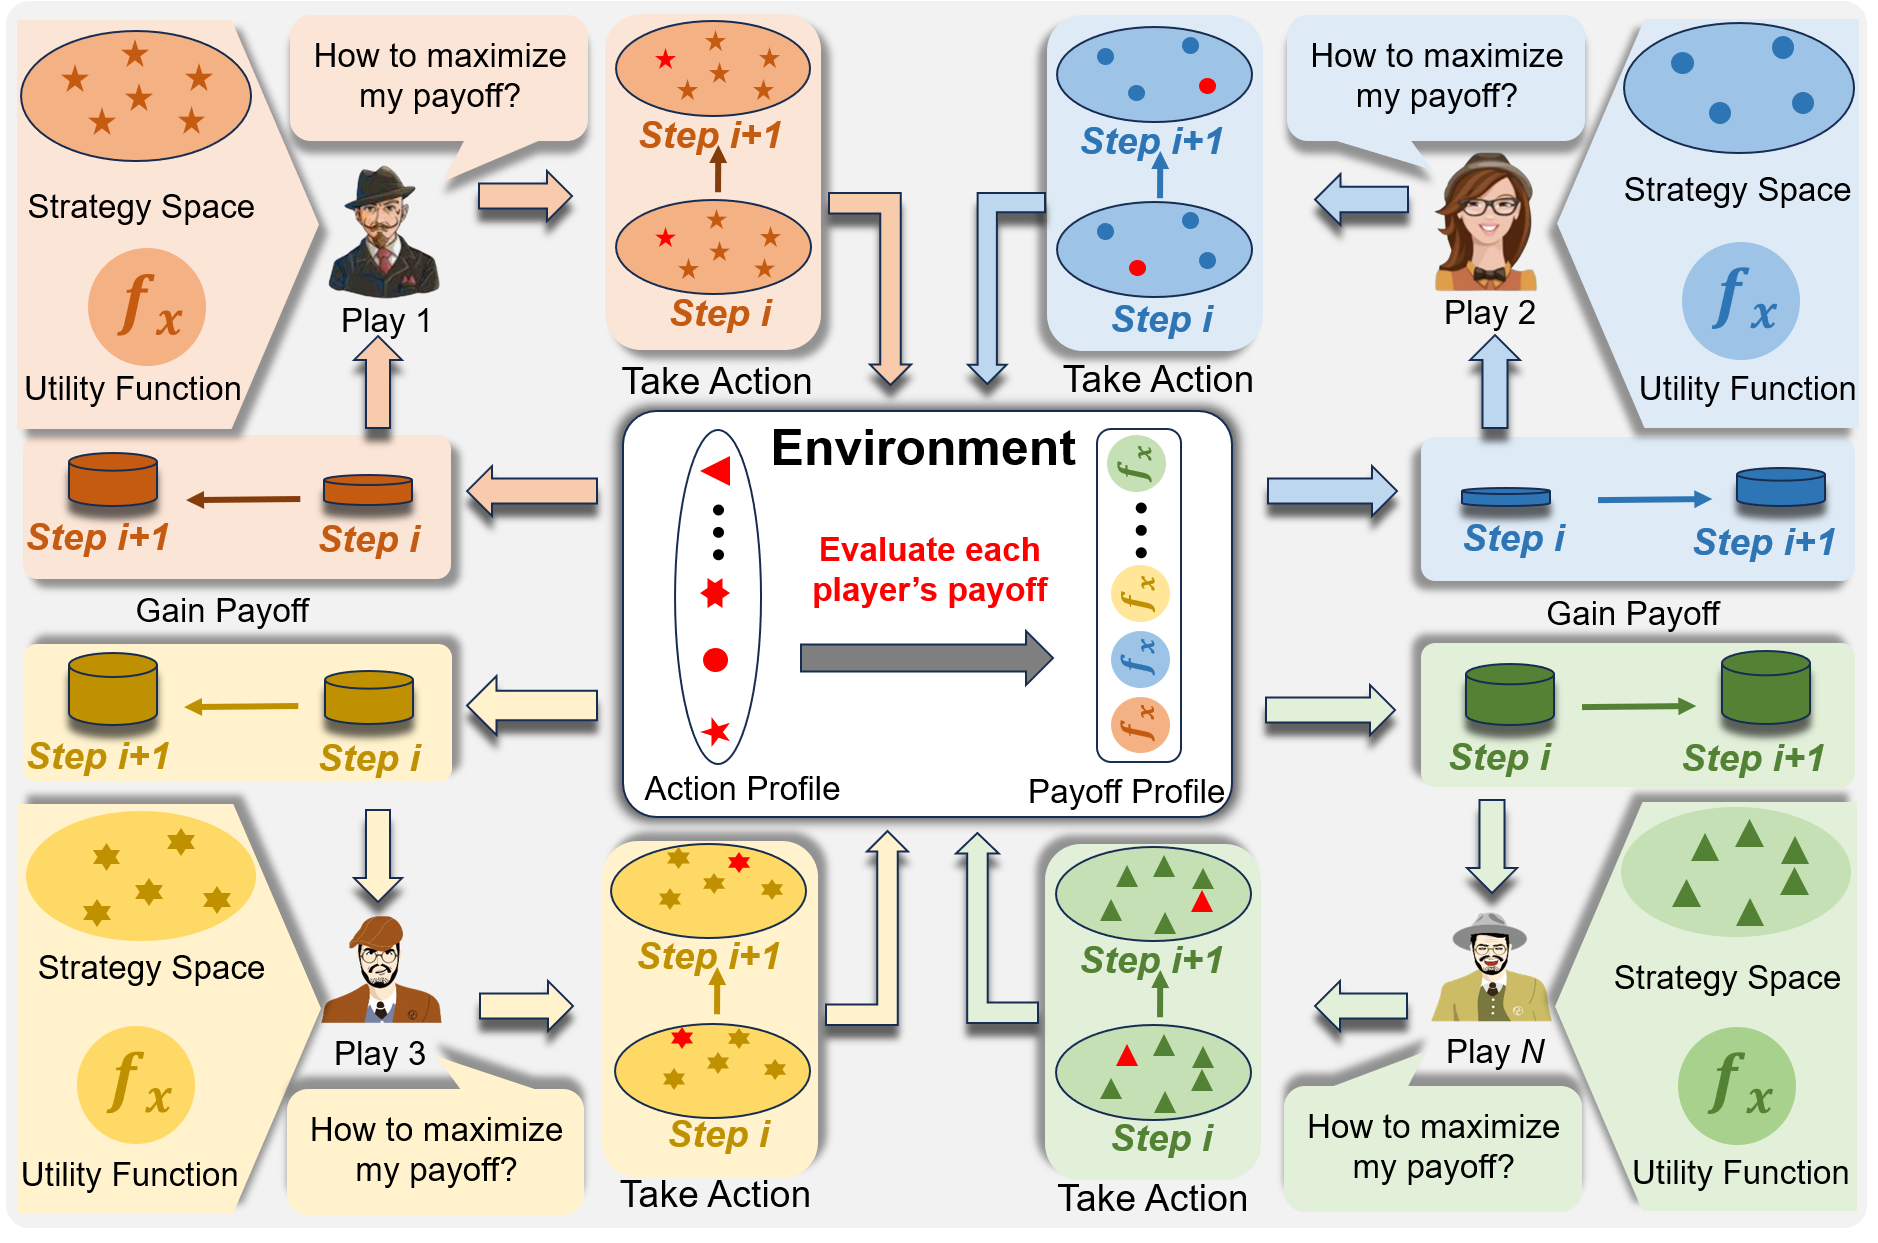 How to maximize
my payoff?
Strategy Space
f x
Utility Function
Play 1
Step i+1
Step i
Take Action
Step i+1
Step i
Take Action
How to maximize
my payoff?
Play 2
Strategy Space
f x
Utility Function
Step i+1
Step i
Gain Payoff
Environment
Evaluate each
player’s payoff
f x
f x
f x
f x
Action Profile
Payoff Profile
Step i
Step i+1
Gain Payoff
Step i+1
Step i
Step i
Step i+1
Strategy Space
f x
Utility Function
Play 3
How to maximize
my payoff?
Step i+1
Step i
Take Action
Step i+1
Step i
Take Action
Play N
How to maximize
my payoff?
Strategy Space
f x
Utility Function